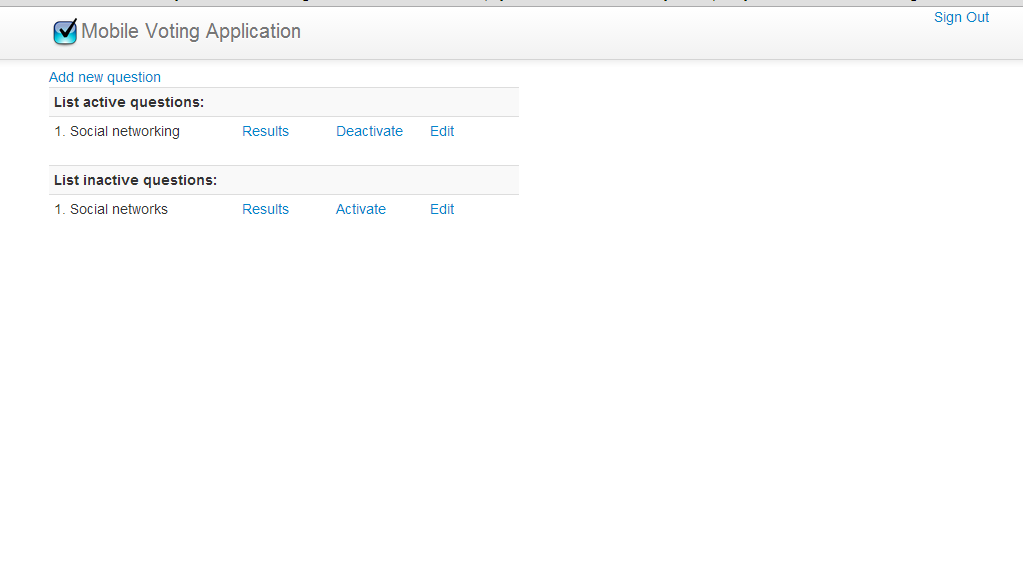 Mobile Voting Application
Sign Out
Add new question
List active questions:
1. Social networking Results Deactivate Edit
List inactive questions:
1. Social networks Results Activate Edit